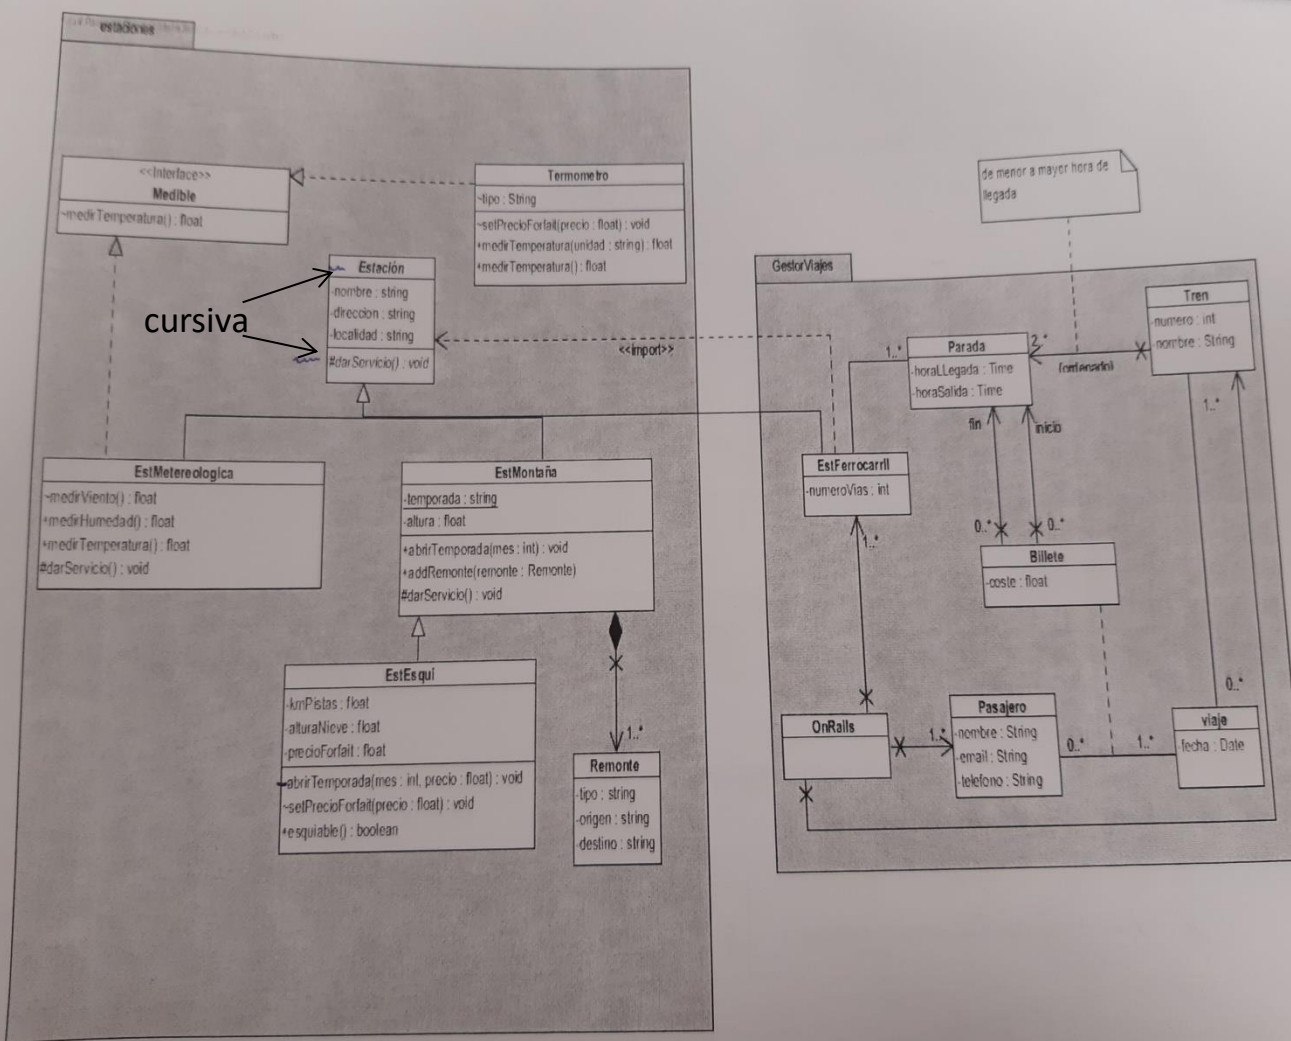 estaciones
<<Interface>>
Medible
~medirTemperatura() : float
Termometro
~tipo : String
~setPrecioForfait(precio : float) : void
+medirTemperatura(unidad : string) : float
+medirTemperatura() : float
cursiva
Estación
-nombre : string
-direccion : string
-localidad : string
#darServicio() : void
<<import>>
EstMetereologica
~medirViento() : float
+medirHumedad() : float
+medirTemperatura() : float
#darServicio() : void
EstMontaña
-temporada : string
-altura : float
+abrirTemporada(mes : int) : void
+addRemonte(remonte : Remonte)
#darServicio() : void
EstEsquí
-kmPistas : float
-alturaNieve : float
-precioForfait : float
-abrirTemporada(mes : int, precio : float) : void
~setPrecioForfait(precio : float) : void
+esquiable() : boolean
1..*
Remonte
-tipo : string
-origen : string
-destino : string
de menor a mayor hora de
llegada
GestorViajes
Tren
-numero : int
-nombre : String
1..*
Parada
-horaLLegada : Time
-horaSalida : Time
2..*
{ordenado}
1..*
fin
inicio
EstFerrocarril
-numeroVias : int
1..*
0..*
0..*
Billete
-coste : float
OnRails
1..*
Pasajero
-nombre : String
-email : String
-telefono : String
0..*
1..*
0..*
viaje
-fecha : Date